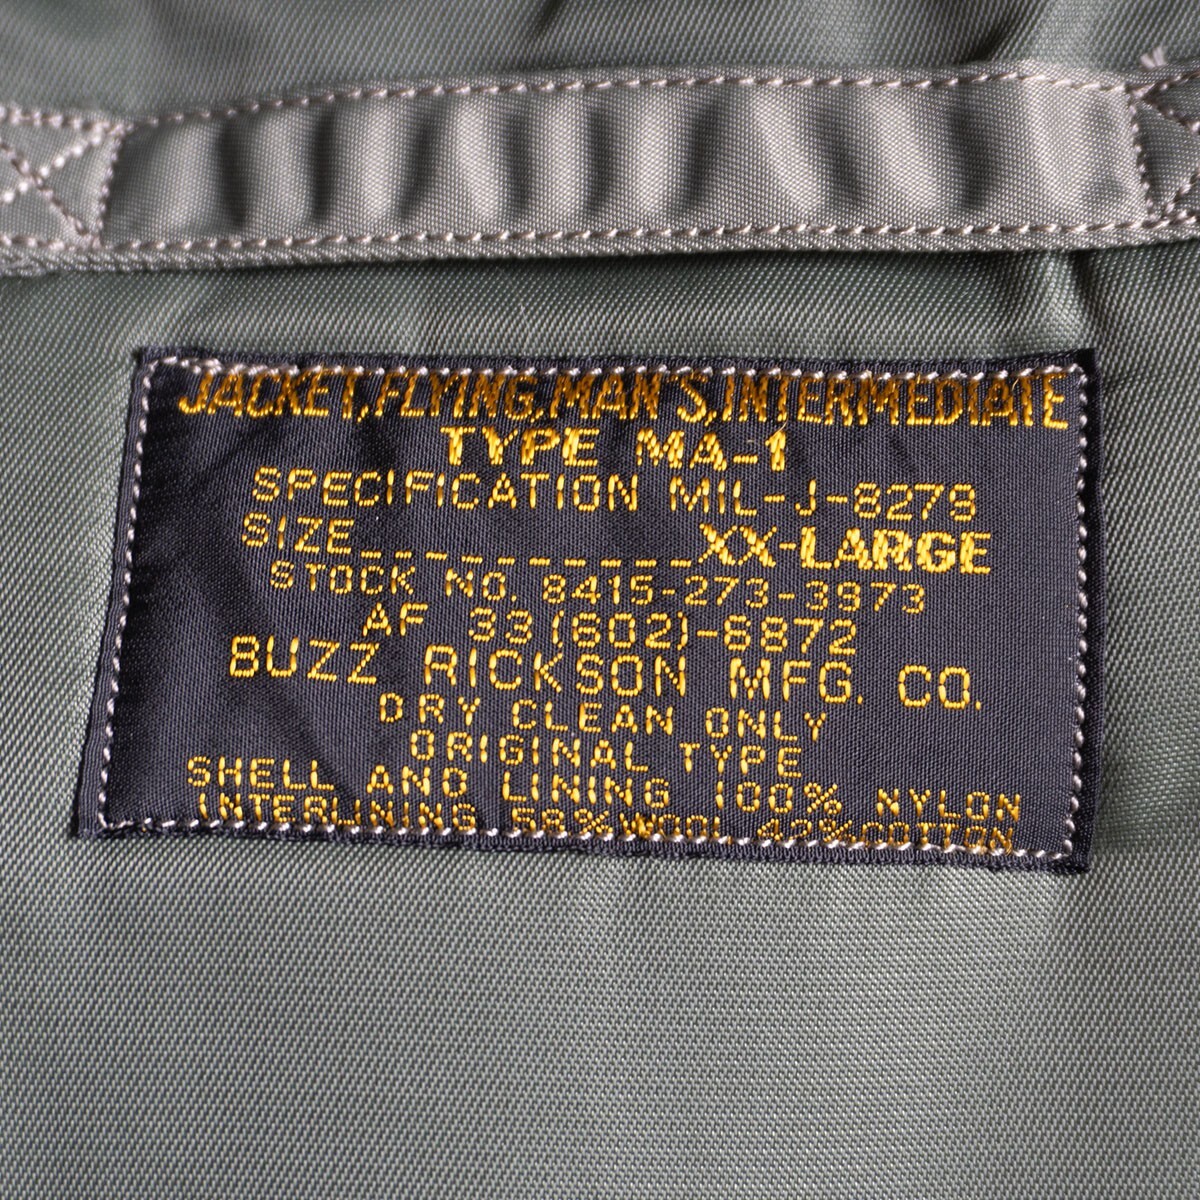 JACKET,FLYING,MAN'S,INTERMEDIATE
TYPE MA-1
SPECIFICATION MIL-J-8279
SIZE__________XX-LARGE
STOCK NO. 8415-273-3973
AF 33(602)-6872
BUZZ RICKSON MFG. CO.
DRY CLEAN ONLY
ORIGINAL TYPE
SHELL AND LINING 100% NYLON
INTERLINING 58%WOOL 42%COTTON